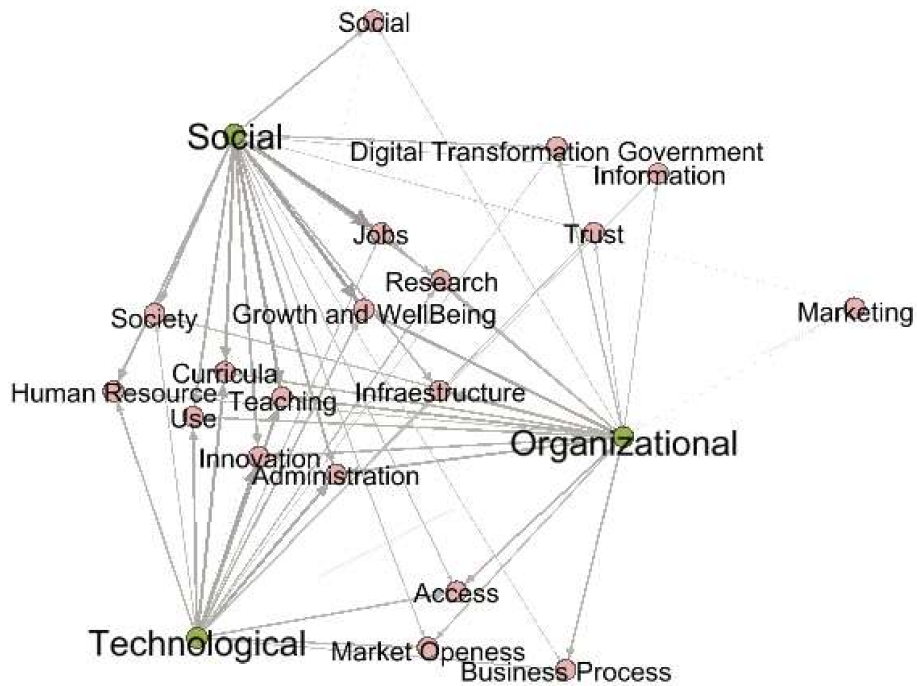 Social
Social
Digital Transformation Government
Information
Jobs
Trust
Research
Growth and WellBeing
Marketing
Society
Curricula
Human Resource
Teaching
Infraestructure
Use
Organizational
Innovation
Administration
Access
Technological
Market Openess
Business Process